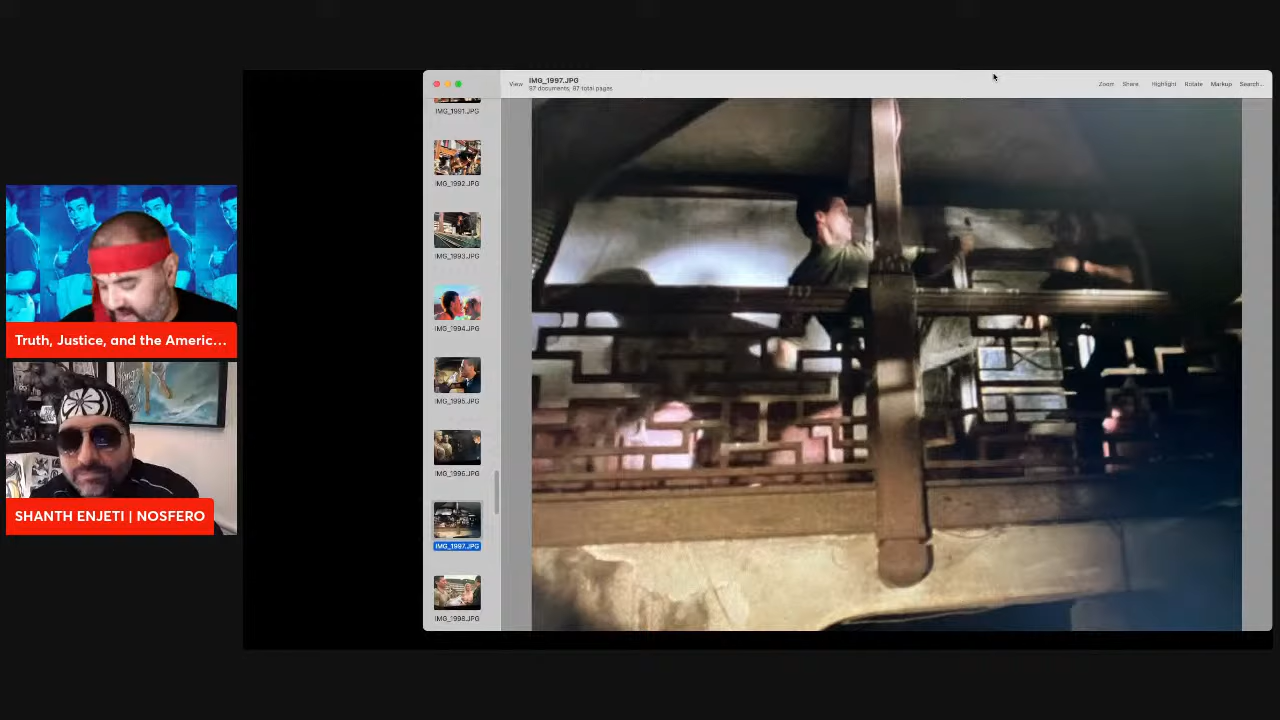 View
IMG_1997.JPG
97 documents, 97 total pages
Zoom
Share
Highlight
Rotate
Markup
Search...
IMG_1991.JPG
IMG_1992.JPG
IMG_1993.JPG
IMG_1994.JPG
IMG_1995.JPG
IMG_1996.JPG
IMG_1997.JPG
IMG_1998.JPG
Truth, Justice, and the Americ...
SHANTH ENJETI | NOSFERO